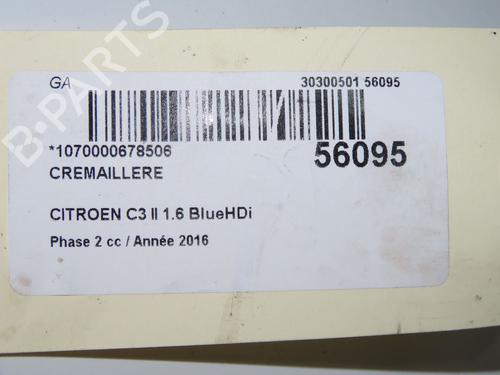 B-PARTS
GA 30300501 56095
*1070000678506 56095
CREMAILLERE
CITROEN C3 II 1.6 BlueHDi
Phase 2 cc / Année 2016